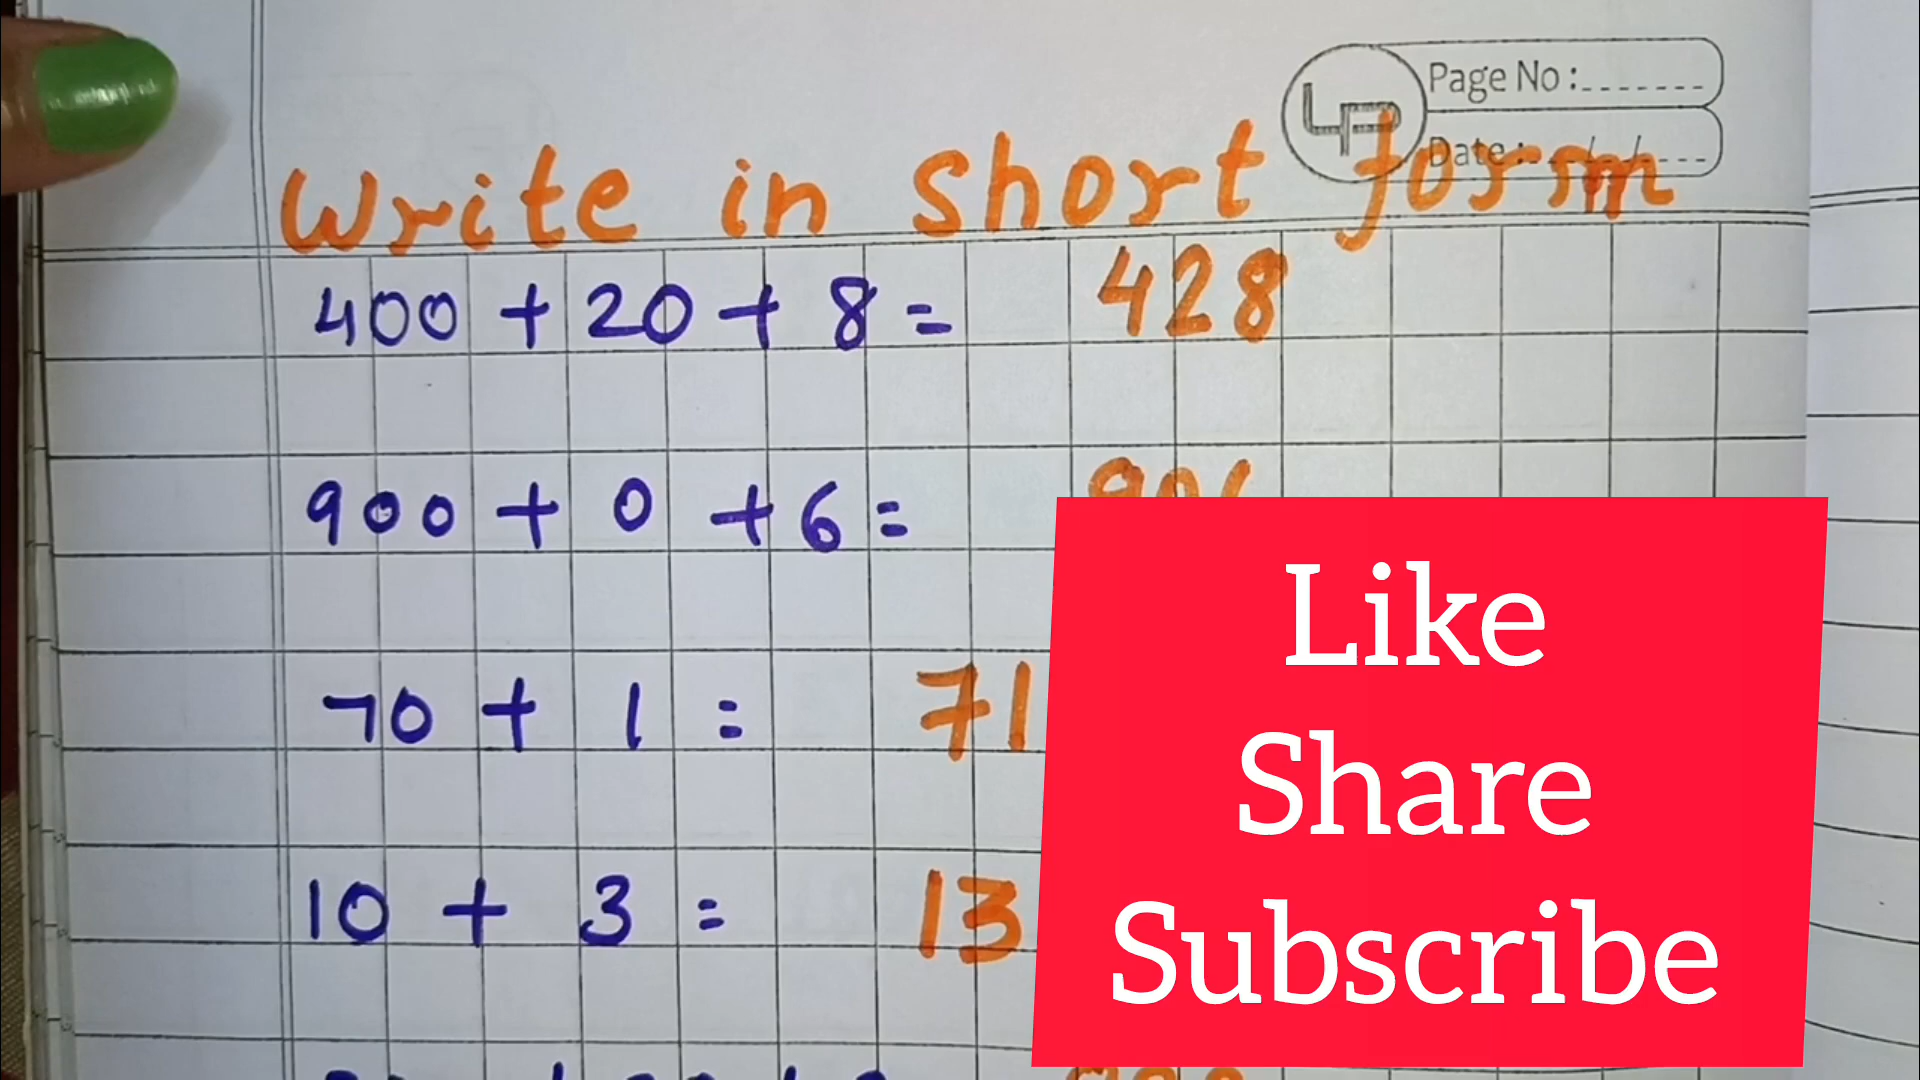 Page No :
Date :
Write in short form
400 + 20 + 8 = 428
900 + 0 + 6 =
70 + 1 = 71
10 + 3 = 13
Like
Share
Subscribe